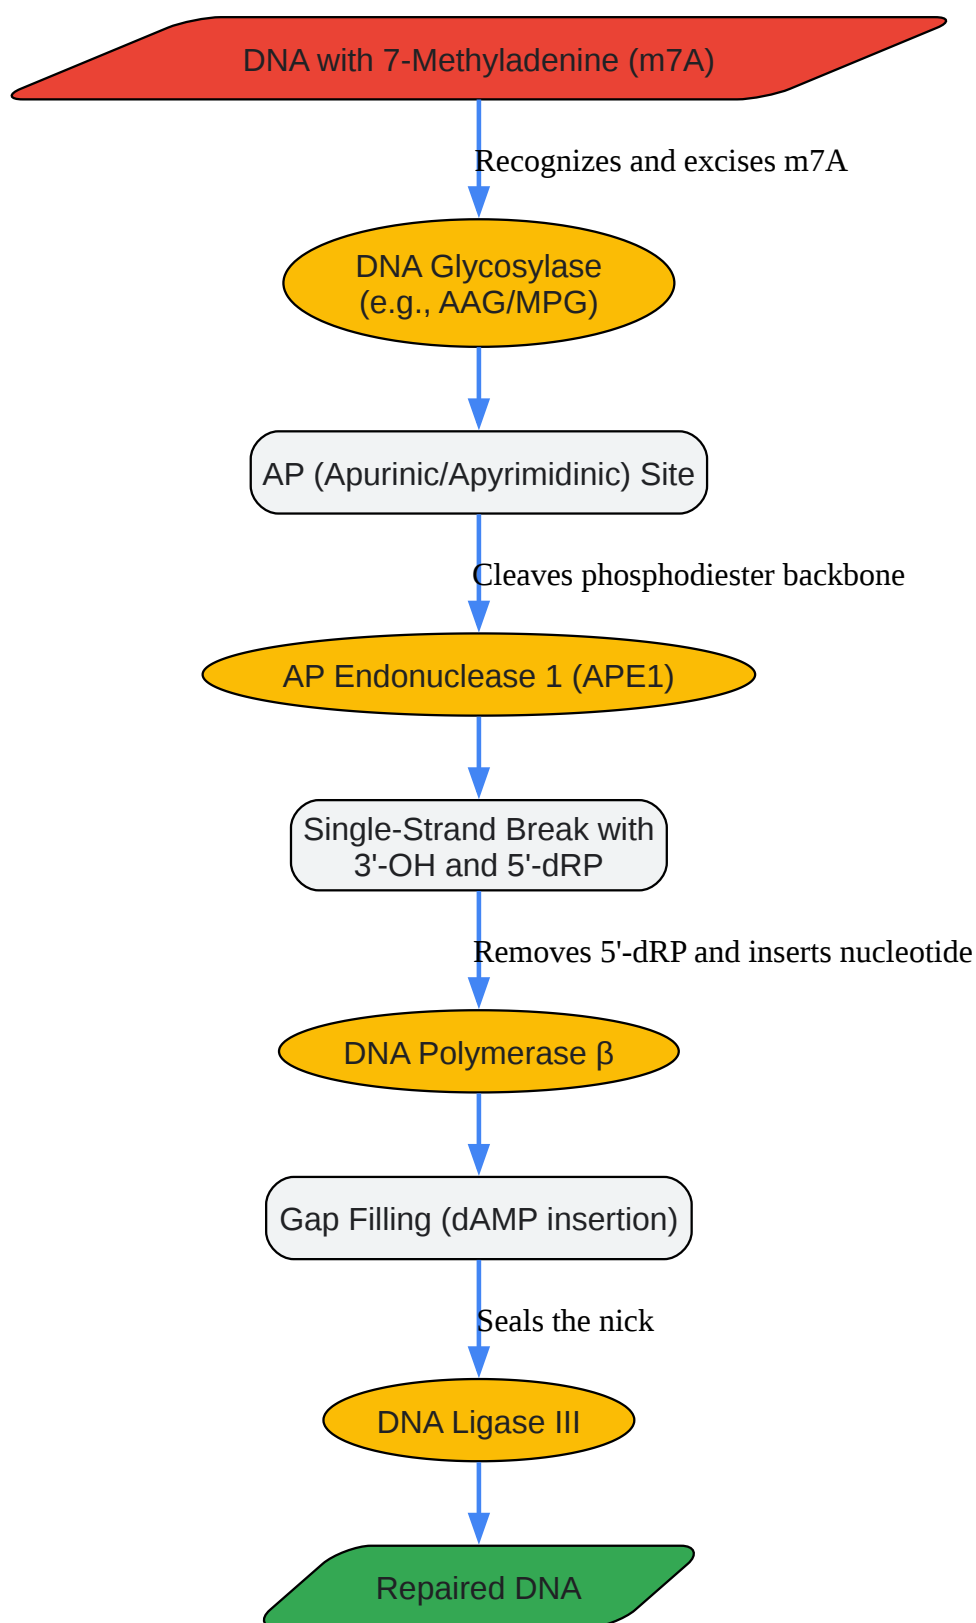 DNA with 7-Methyladenine (m7A)
Recognizes and excises m7A
DNA Glycosylase
(e.g., AAG/MPG)
AP (Apurinic/Apyrimidinic) Site
Cleaves phosphodiester backbone
AP Endonuclease 1 (APE1)
Single-Strand Break with
3'-OH and 5'-dRP
Removes 5'-dRP and inserts nucleotide
DNA Polymerase β
Gap Filling (dAMP insertion)
Seals the nick
DNA Ligase III
Repaired DNA